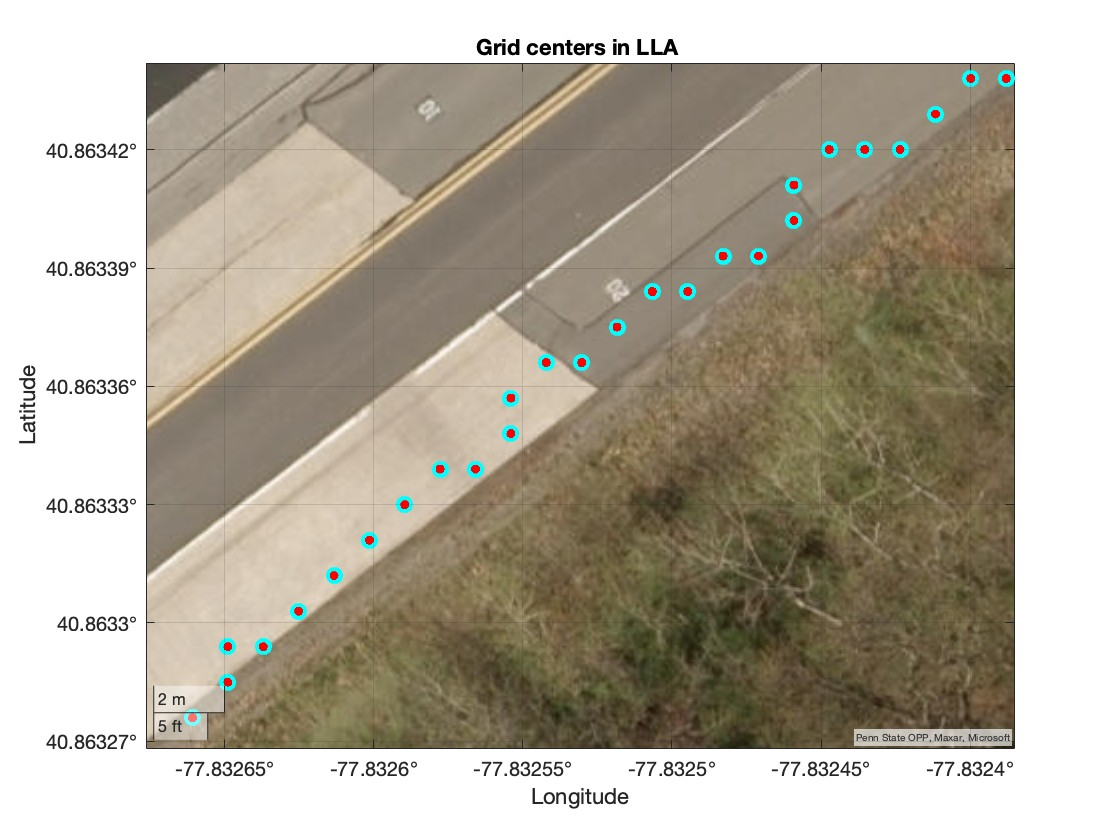 Grid centers in LLA
10
40.86342°
40.86339°
20
40.86336°
40.86333°
40.8633°
40.86327°
Latitude
2 m
5 ft
Penn State OPP, Maxar, Microsoft
-77.83265°
-77.8326°
-77.83255°
-77.8325°
-77.83245°
-77.8324°
Longitude